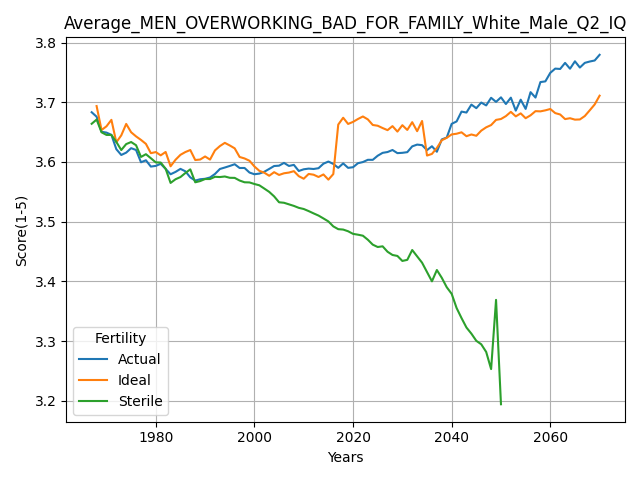 Average_MEN_OVERWORKING_BAD_FOR_FAMILY_White_Male_Q2_IQ
3.8
3.7
3.6
3.5
3.4
3.3
3.2
Score(1-5)
Fertility
Actual
Ideal
Sterile
1980
2000
2020
2040
2060
Years